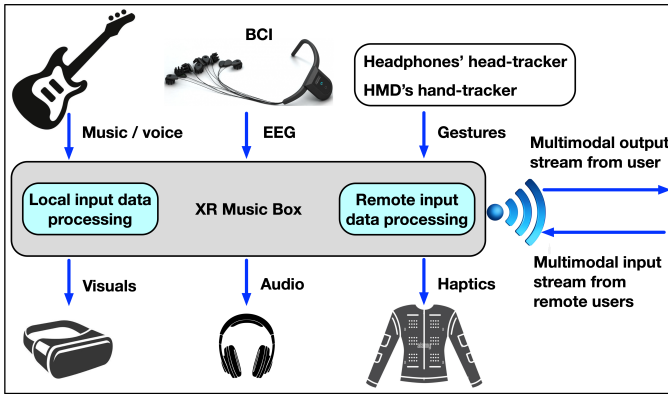 BCI
Headphones' head-tracker
HMD's hand-tracker
Music / voice
EEG
Gestures
Multimodal output
stream from user
Local input data
processing
XR Music Box
Remote input
data processing
Multimodal input
stream from
remote users
Visuals
Audio
Haptics